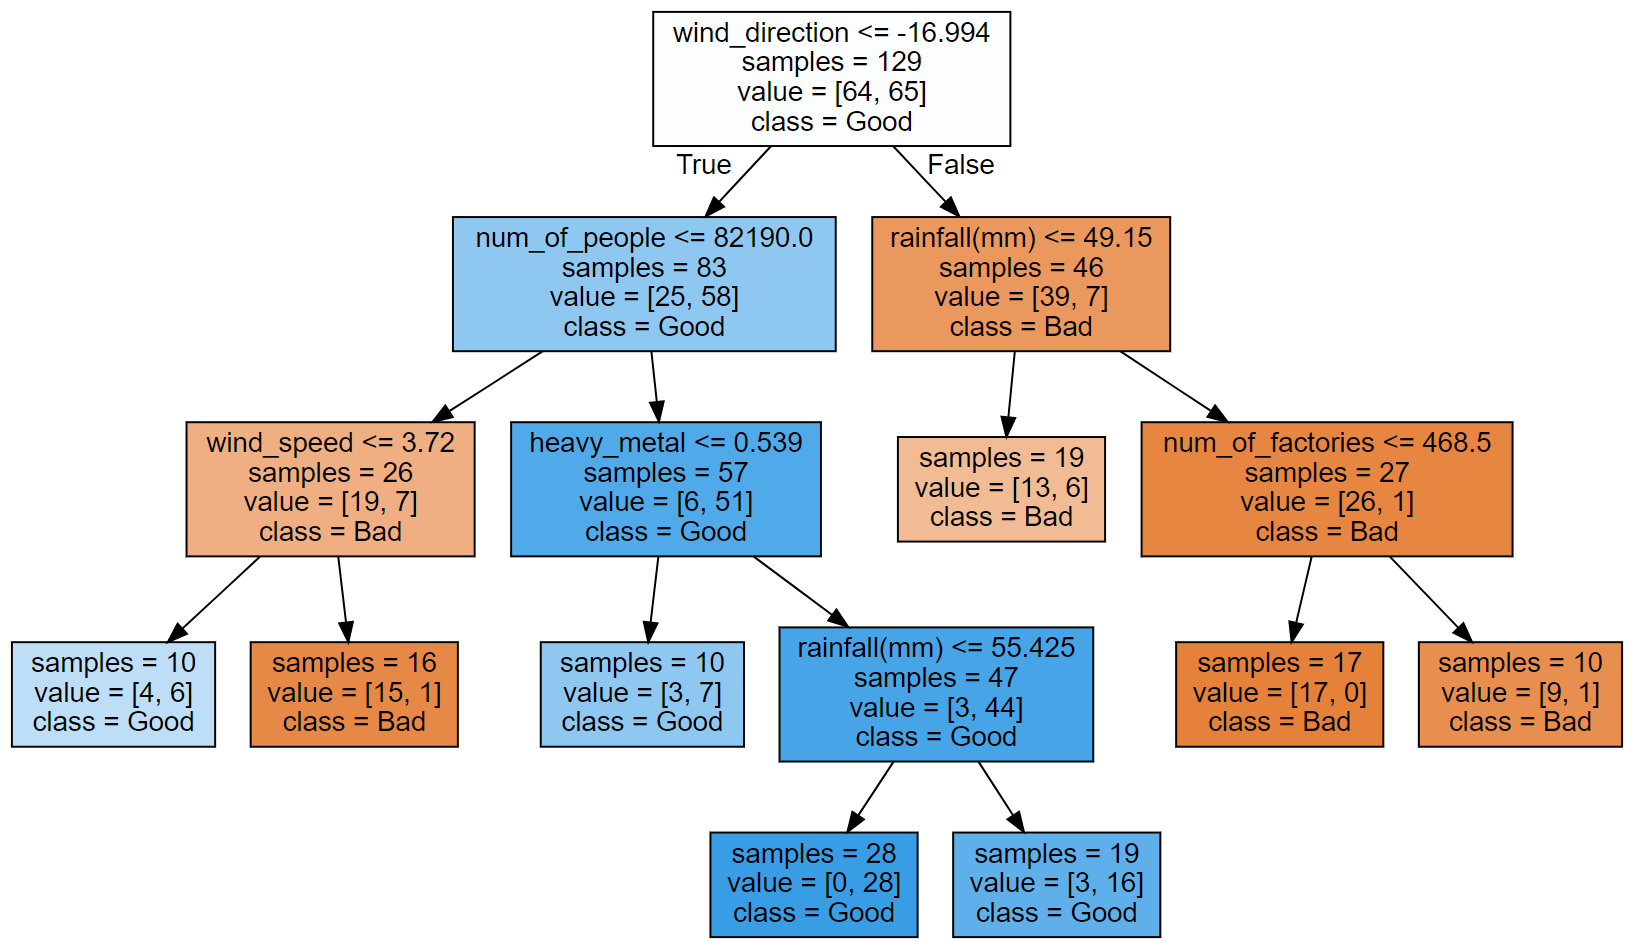 wind_direction <= -16.994
samples = 129
value = [64, 65]
class = Good
True
False
num_of_people <= 82190.0
samples = 83
value = [25, 58]
class = Good
rainfall(mm) <= 49.15
samples = 46
value = [39, 7]
class = Bad
wind_speed <= 3.72
samples = 26
value = [19, 7]
class = Bad
heavy_metal <= 0.539
samples = 57
value = [6, 51]
class = Good
samples = 19
value = [13, 6]
class = Bad
num_of_factories <= 468.5
samples = 27
value = [26, 1]
class = Bad
samples = 10
value = [4, 6]
class = Good
samples = 16
value = [15, 1]
class = Bad
samples = 10
value = [3, 7]
class = Good
rainfall(mm) <= 55.425
samples = 47
value = [3, 44]
class = Good
samples = 17
value = [17, 0]
class = Bad
samples = 10
value = [9, 1]
class = Bad
samples = 28
value = [0, 28]
class = Good
samples = 19
value = [3, 16]
class = Good